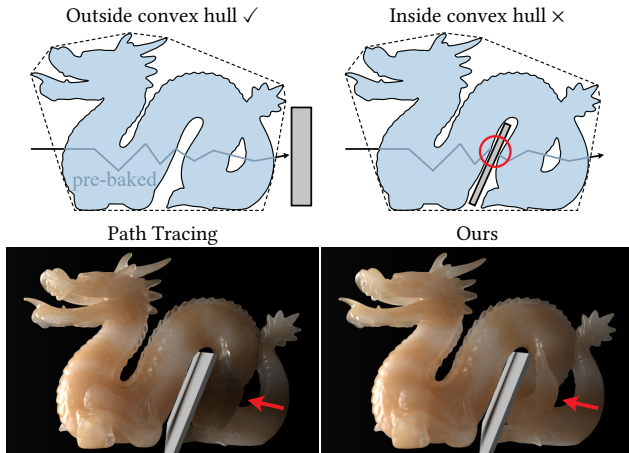 Outside convex hull ✓
Inside convex hull ×
pre-baked
Path Tracing
Ours